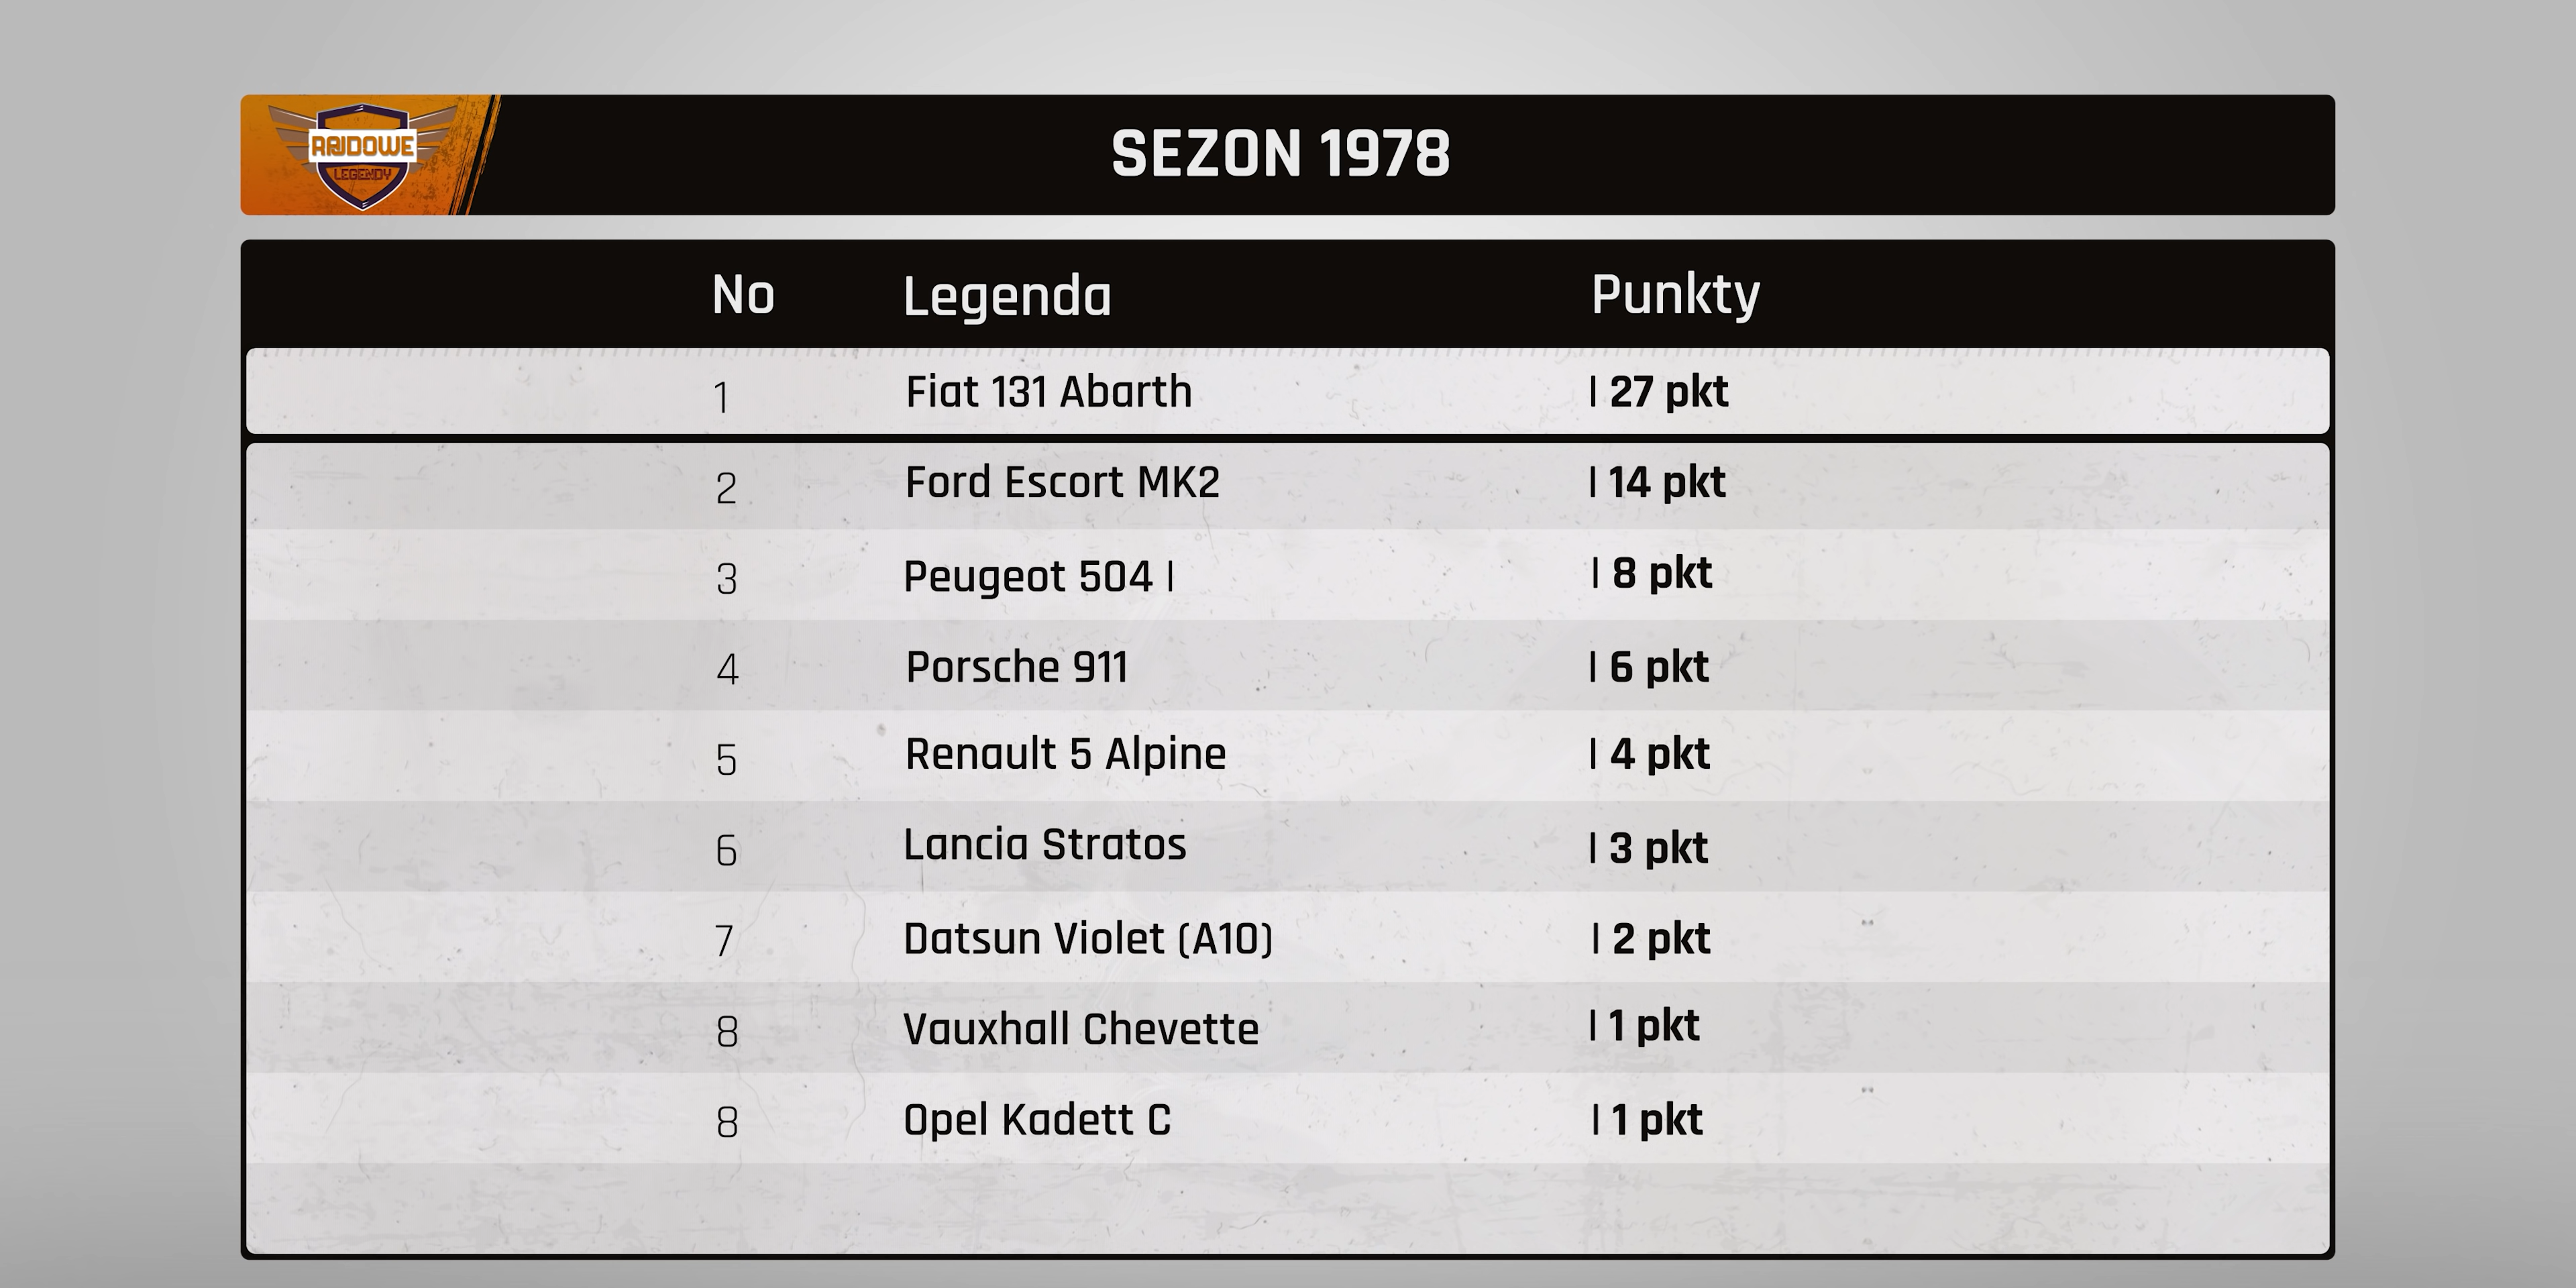 RAJDOWE
LEGENDY
SEZON 1978
No Legenda Punkty
1 Fiat 131 Abarth | 27 pkt
2 Ford Escort MK2 | 14 pkt
3 Peugeot 504 I | 8 pkt
4 Porsche 911 | 6 pkt
5 Renault 5 Alpine | 4 pkt
6 Lancia Stratos | 3 pkt
7 Datsun Violet (A10) | 2 pkt
8 Vauxhall Chevette | 1 pkt
8 Opel Kadett C | 1 pkt